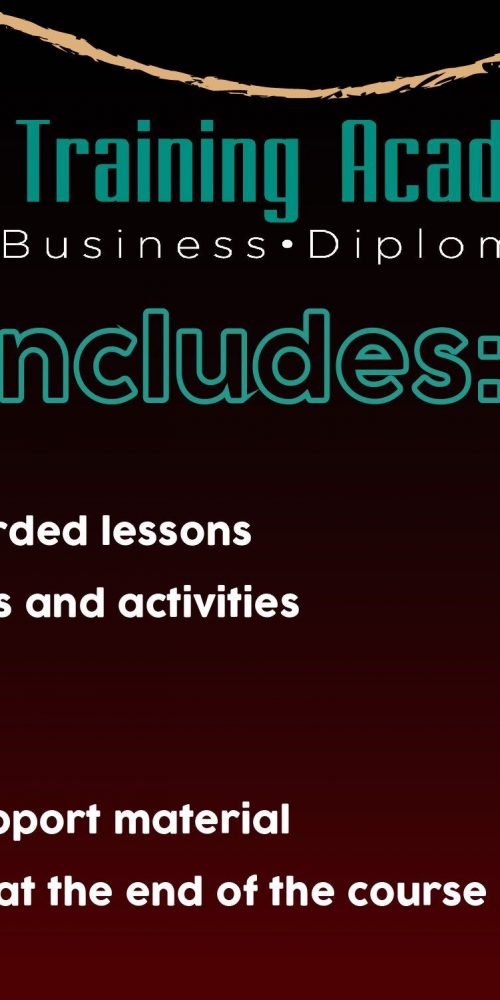 Training Acad
Business•Diplom
ncludes:
rded lessons
s and activities
pport material
at the end of the course